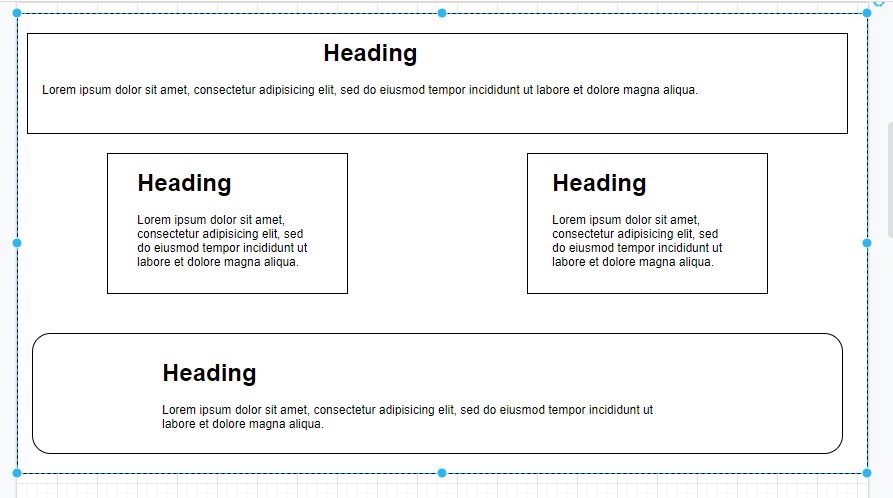 Heading
Lorem ipsum dolor sit amet, consectetur adipisicing elit, sed do eiusmod tempor incididunt ut labore et dolore magna aliqua.
Heading
Lorem ipsum dolor sit amet,
consectetur adipisicing elit, sed
do eiusmod tempor incididunt ut
labore et dolore magna aliqua.
Heading
Lorem ipsum dolor sit amet,
consectetur adipisicing elit, sed
do eiusmod tempor incididunt ut
labore et dolore magna aliqua.
Heading
Lorem ipsum dolor sit amet, consectetur adipisicing elit, sed do eiusmod tempor incididunt ut
labore et dolore magna aliqua.